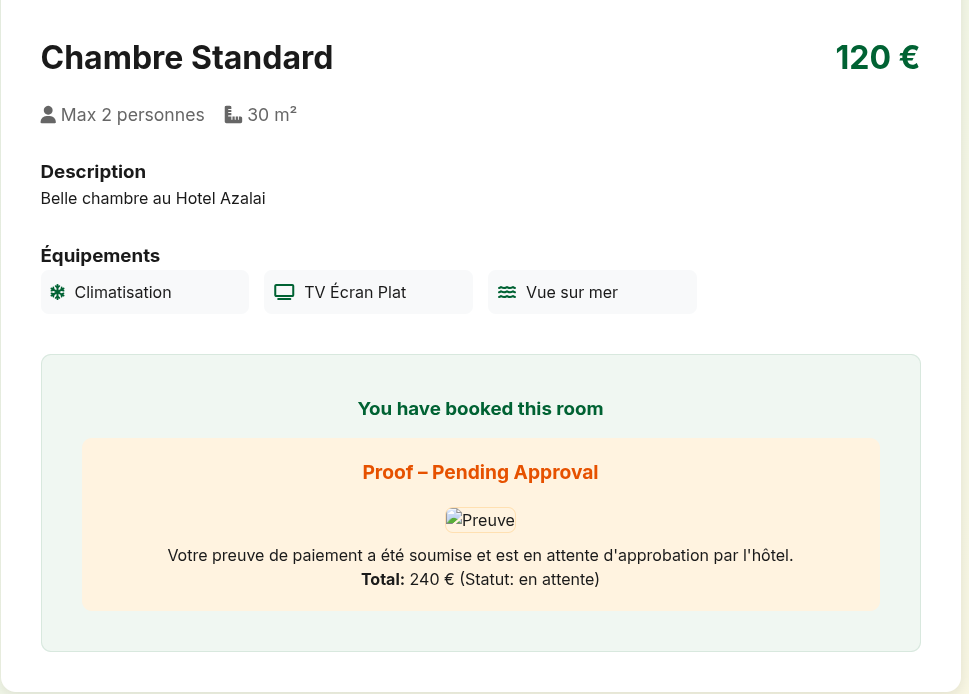 Chambre Standard
120 €
Max 2 personnes 30 m²
Description
Belle chambre au Hotel Azalai
Équipements
Climatisation
TV Écran Plat
Vue sur mer
You have booked this room
Proof – Pending Approval
Preuve
Votre preuve de paiement a été soumise et est en attente d'approbation par l'hôtel.
Total: 240 € (Statut: en attente)